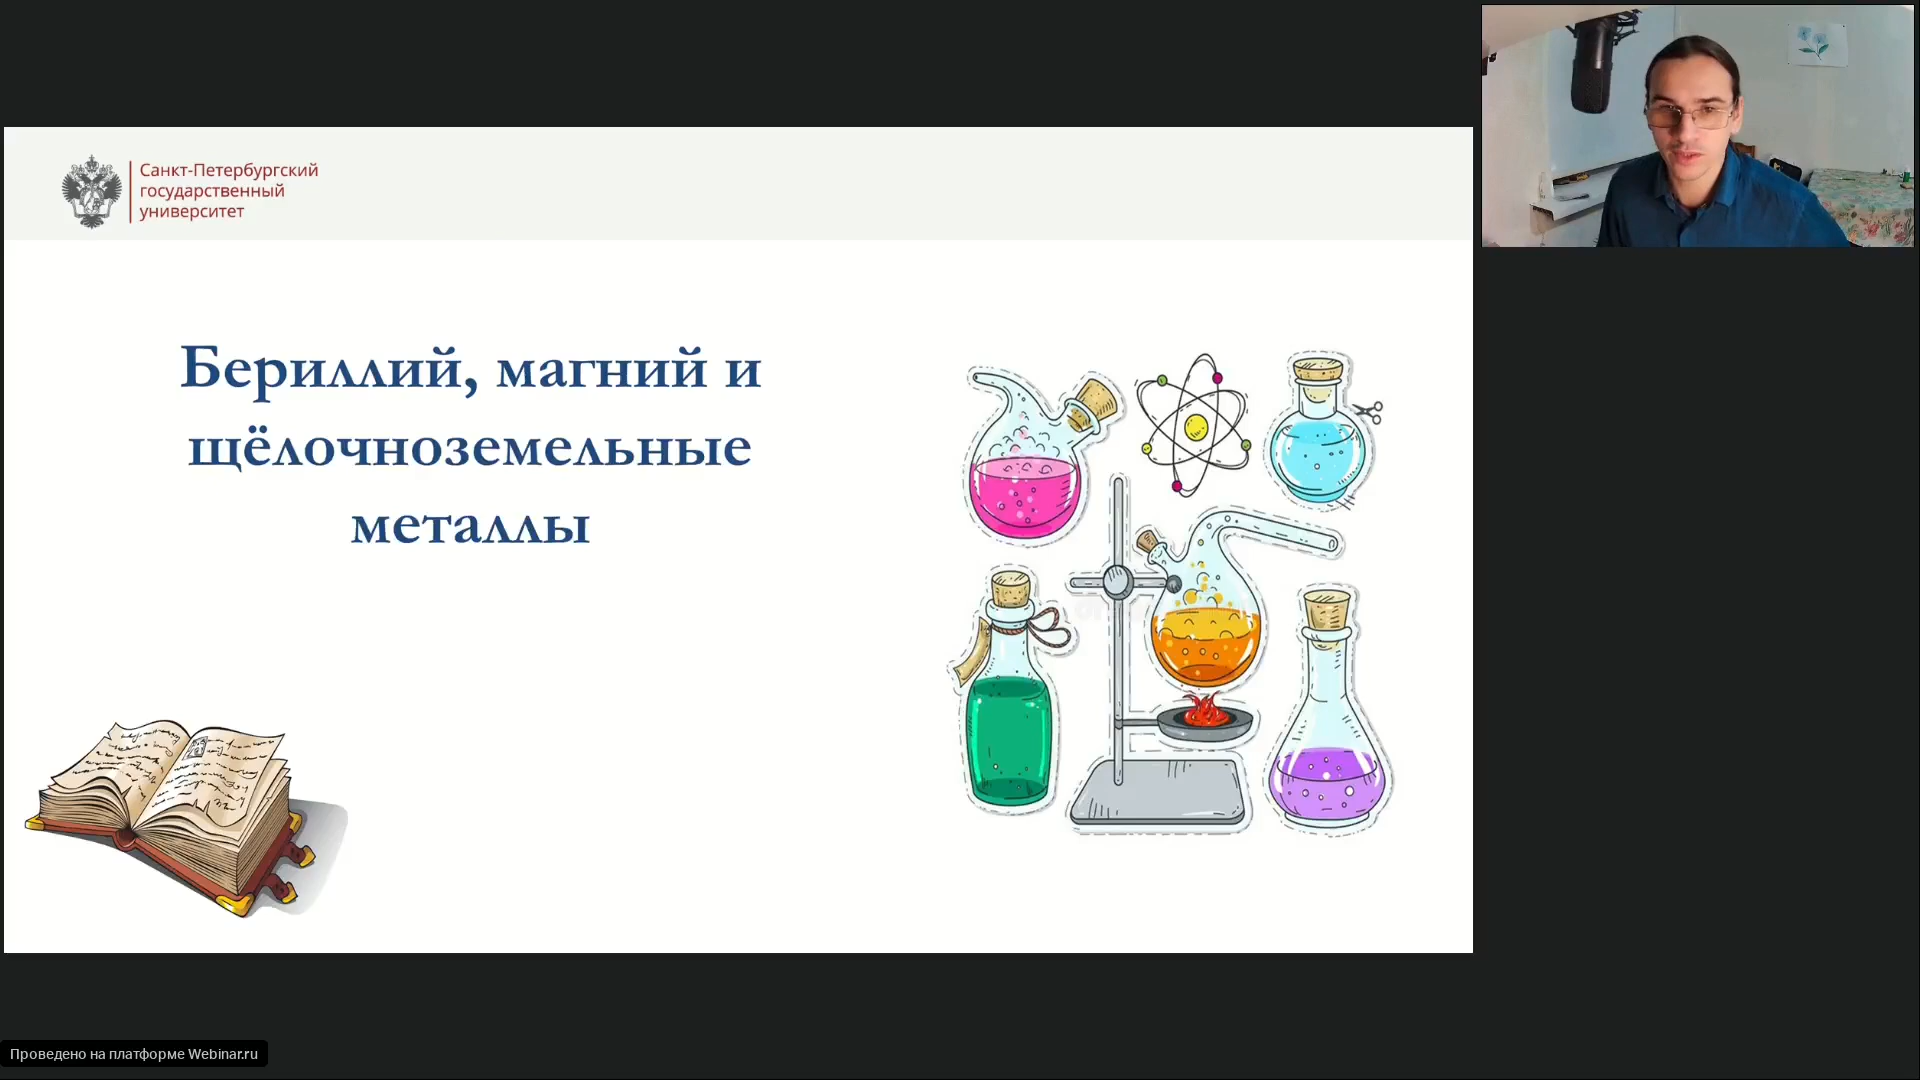 Санкт-Петербургский
государственный
университет
Бериллий, магний и
щёлочноземельные
металлы
Проведено на платформе Webinar.ru